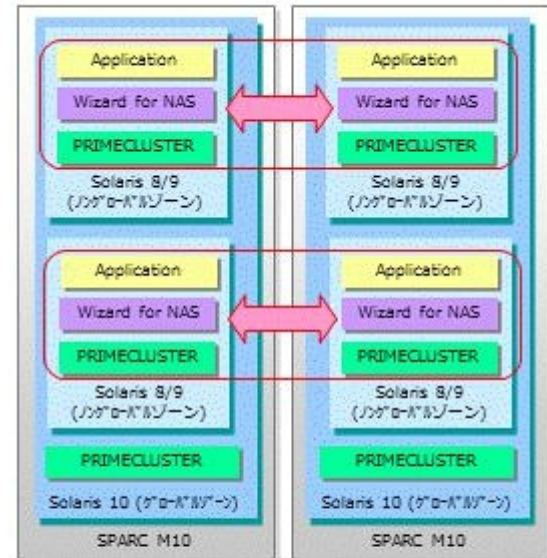 Application
Wizard for NAS
PRIMECLUSTER
Solaris 8/9
(ﾉﾝｸﾞﾛｰﾊﾞﾙゾーン)
Application
Wizard for NAS
PRIMECLUSTER
Solaris 8/9
(ﾉﾝｸﾞﾛｰﾊﾞﾙゾーン)
PRIMECLUSTER
Solaris 10 (ｸﾞﾛｰﾊﾞﾙｿﾞｰﾝ)
SPARC M10
Application
Wizard for NAS
PRIMECLUSTER
Solaris 8/9
(ﾉﾝｸﾞﾛｰﾊﾞﾙゾーン)
Application
Wizard for NAS
PRIMECLUSTER
Solaris 8/9
(ﾉﾝｸﾞﾛｰﾊﾞﾙゾーン)
PRIMECLUSTER
Solaris 10 (ｸﾞﾛｰﾊﾞﾙｿﾞｰﾝ)
SPARC M10